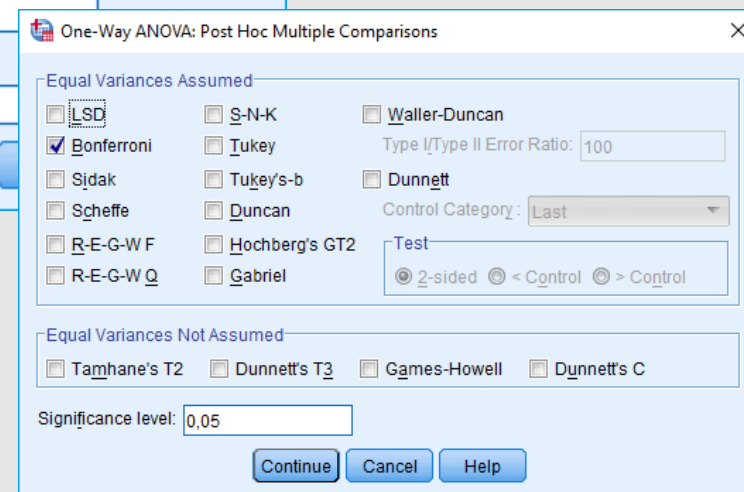 One-Way ANOVA: Post Hoc Multiple Comparisons
Equal Variances Assumed
LSD S-N-K Waller-Duncan
Bonferroni Tukey Type I/Type II Error Ratio: 100
Sidak Tukey's-b Dunnett
Scheffe Duncan Control Category: Last
R-E-G-W F Hochberg's GT2 Test
R-E-G-W Q Gabriel 2-sided < Control > Control
Equal Variances Not Assumed
Tamhane's T2 Dunnett's T3 Games-Howell Dunnett's C
Significance level: 0,05
Continue Cancel Help